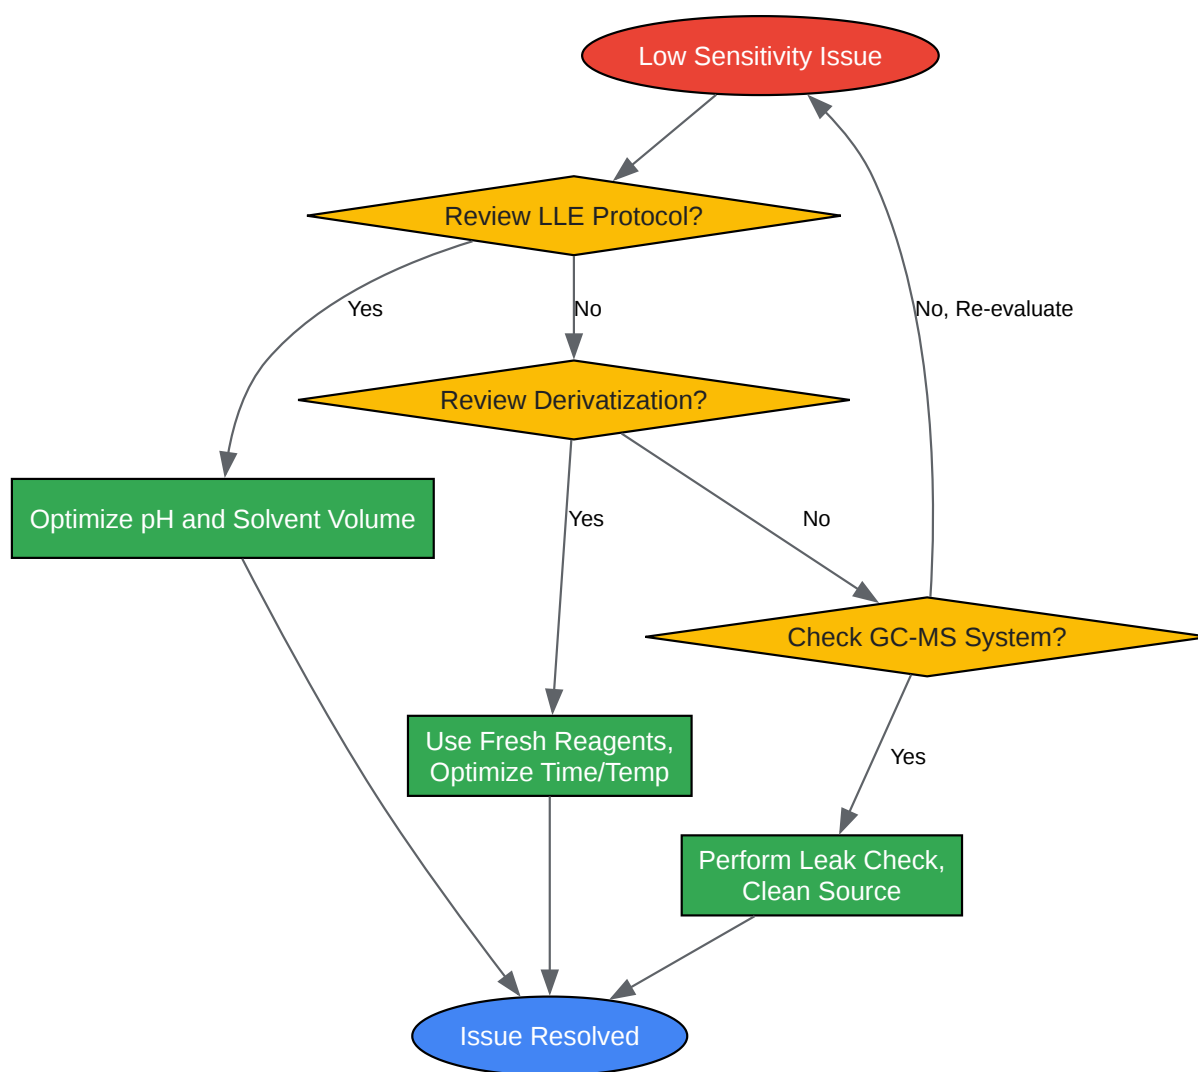 Low Sensitivity Issue
Review LLE Protocol?
Yes
No
No, Re-evaluate
Review Derivatization?
Optimize pH and Solvent Volume
Yes
No
Check GC-MS System?
Use Fresh Reagents,
Optimize Time/Temp
Yes
Perform Leak Check,
Clean Source
Issue Resolved